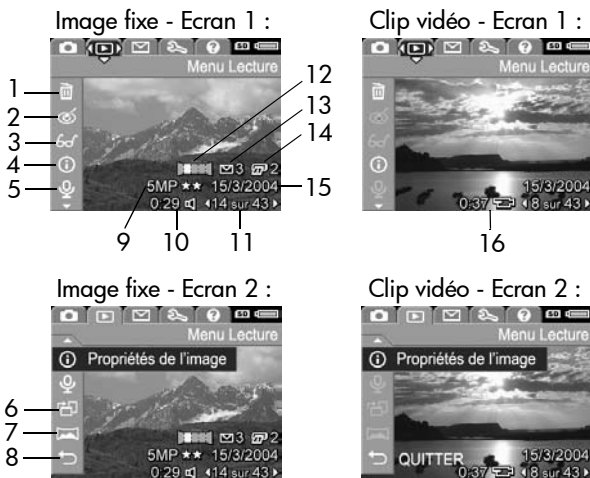 Image fixe - Ecran 1 :
Clip vidéo - Ecran 1 :
Menu Lecture
Menu Lecture
1
2
3
4
5
12
13
14
15
3
2
5MP ★★ 15/3/2004
0:29 14 sur 43
15/3/2004
0:37 8 sur 43
9
10
11
16
Image fixe - Ecran 2 :
Clip vidéo - Ecran 2 :
Menu Lecture
Menu Lecture
Propriétés de l'image
Propriétés de l'image
6
7
8
3
2
5MP ★★ 15/3/2004
0:29 14 sur 43
QUITTER
15/3/2004
0:37 8 sur 43